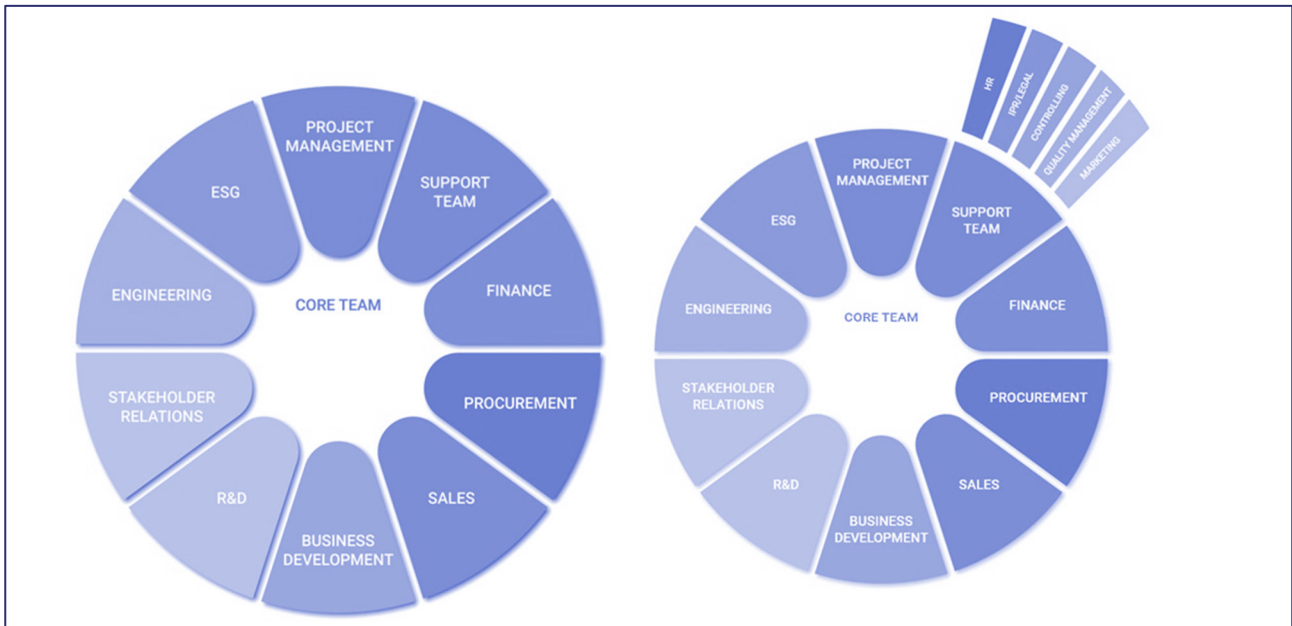 PROJECT
MANAGEMENT
SUPPORT
TEAM
FINANCE
PROCUREMENT
SALES
BUSINESS
DEVELOPMENT
R&D
STAKEHOLDER
RELATIONS
ENGINEERING
ESG
CORE TEAM
PROJECT
MANAGEMENT
SUPPORT
TEAM
HR
IPR/LEGAL
CONTROLLING
QUALITY MANAGEMENT
MARKETING
FINANCE
PROCUREMENT
SALES
BUSINESS
DEVELOPMENT
R&D
STAKEHOLDER
RELATIONS
ENGINEERING
ESG
CORE TEAM